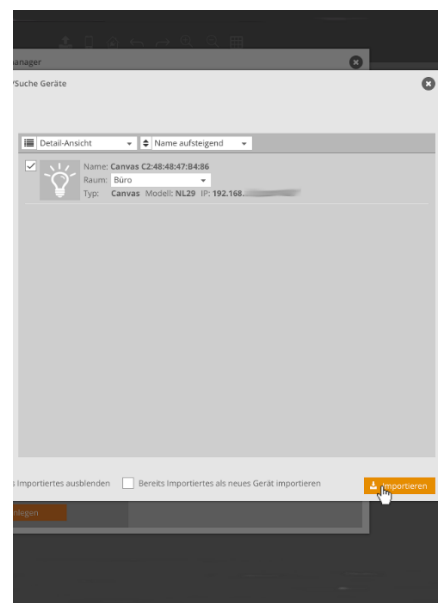 anager
/Suche Geräte
Detail-Ansicht Name aufsteigend
Name: Canvas C2:48:48:47:B4:86
Raum: Büro
Typ: Canvas Modell: NL29 IP: 192.168.
s Importiertes ausblenden Bereits Importiertes als neues Gerät importieren Importieren
nlegen